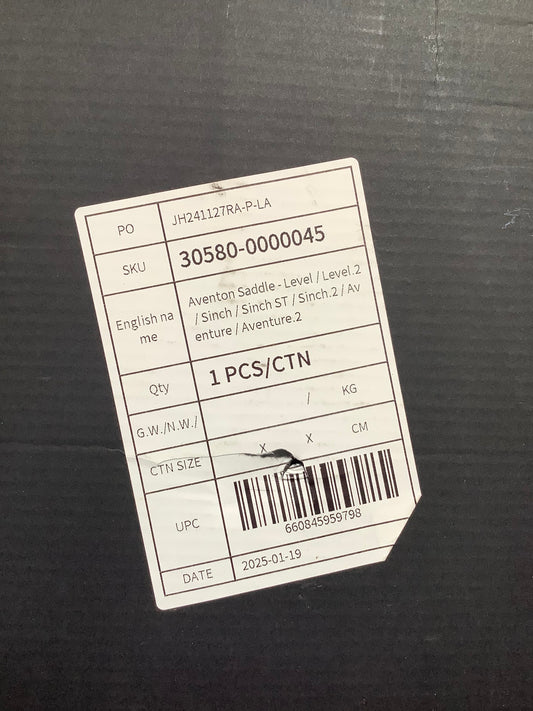 PO JH241127RA-P-LA
SKU 30580-0000045
English na
me
Aventon Saddle - Level / Level.2
/ Sinch / Sinch ST / Sinch.2 / Av
enture / Aventure.2
Qty 1 PCS/CTN
G.W./N.W./ / KG
CTN SIZE X X CM
UPC 660845959798
DATE 2025-01-19